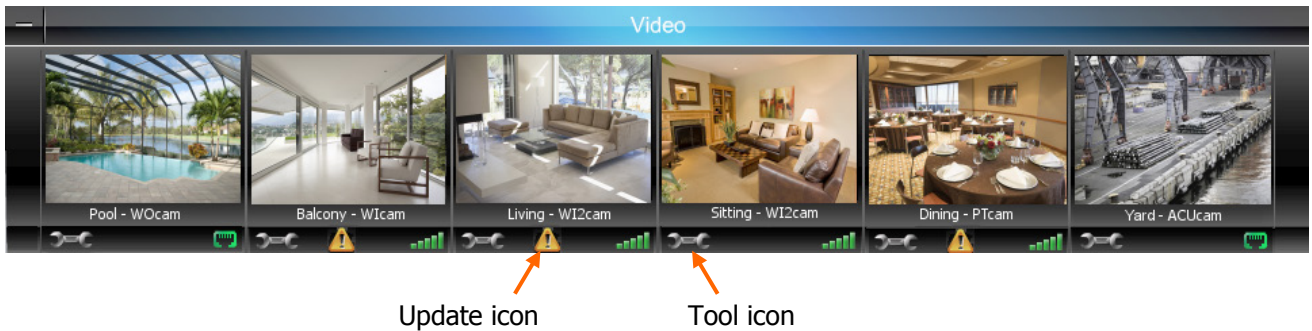 Video
Pool - WOcam
Balcony - WIcam
Living - WI2cam
Sitting - WI2cam
Dining - PTcam
Yard - ACUcam
Update icon
Tool icon